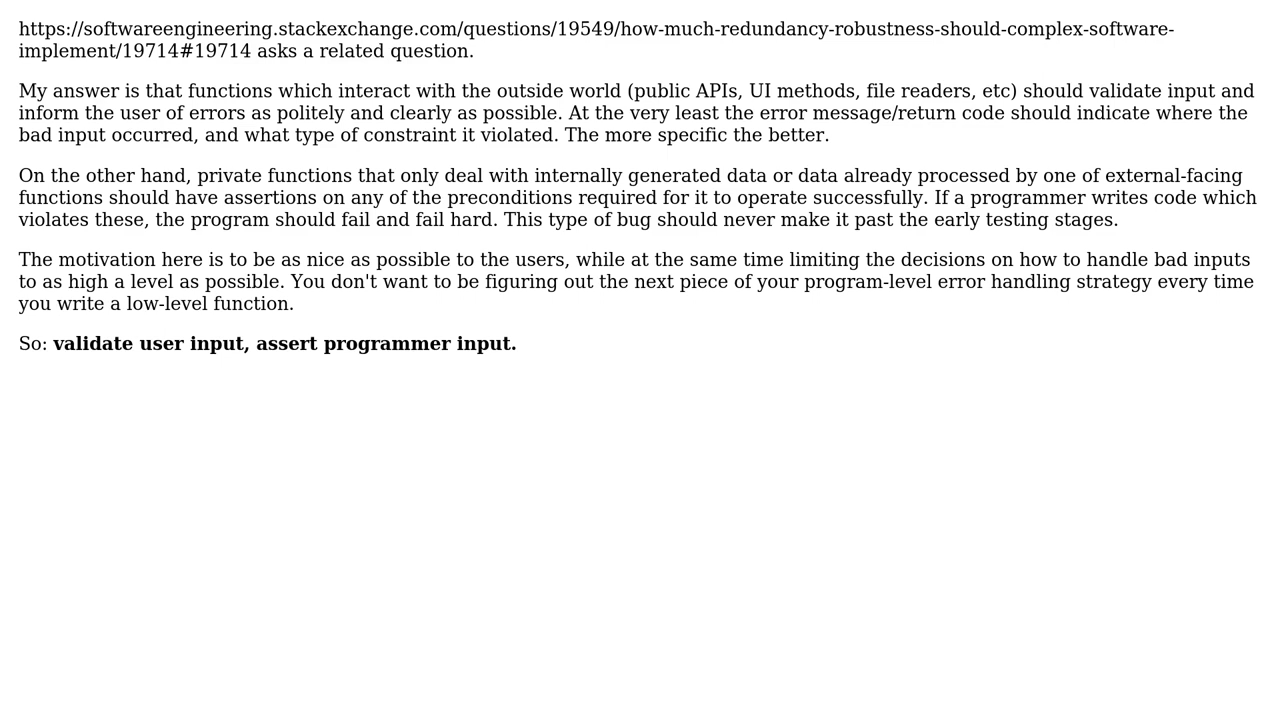 https://softwareengineering.stackexchange.com/questions/19549/how-much-redundancy-robustness-should-complex-software-
implement/19714#19714 asks a related question.
My answer is that functions which interact with the outside world (public APIs, UI methods, file readers, etc) should validate input and
inform the user of errors as politely and clearly as possible. At the very least the error message/return code should indicate where the
bad input occurred, and what type of constraint it violated. The more specific the better.
On the other hand, private functions that only deal with internally generated data or data already processed by one of external-facing
functions should have assertions on any of the preconditions required for it to operate successfully. If a programmer writes code which
violates these, the program should fail and fail hard. This type of bug should never make it past the early testing stages.
The motivation here is to be as nice as possible to the users, while at the same time limiting the decisions on how to handle bad inputs
to as high a level as possible. You don't want to be figuring out the next piece of your program-level error handling strategy every time
you write a low-level function.
So: validate user input, assert programmer input.